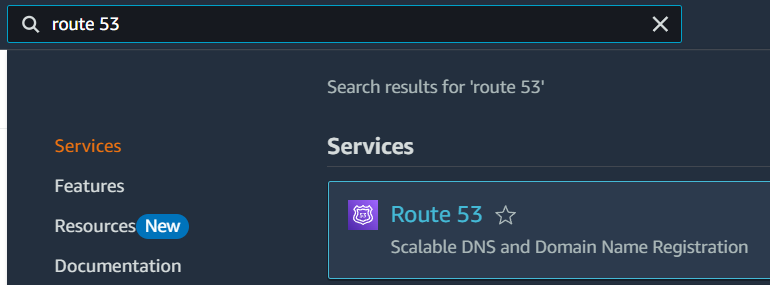 route 53
Search results for 'route 53'
Services
Features
Resources New
Documentation
Services
53
Route 53
Scalable DNS and Domain Name Registration